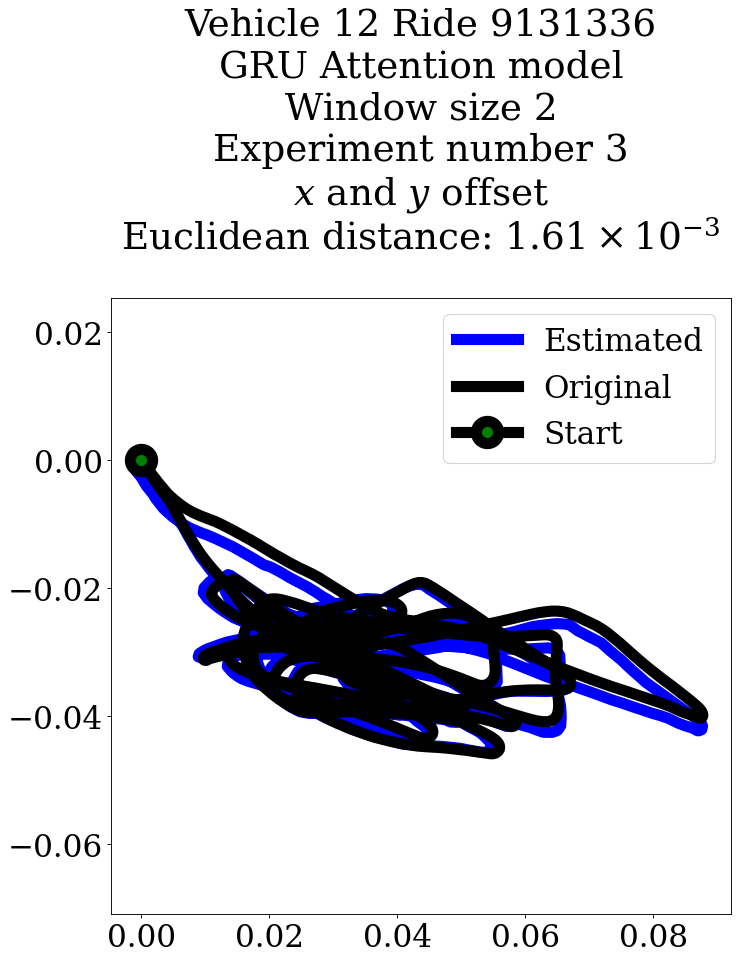 Vehicle 12 Ride 9131336
GRU Attention model
Window size 2
Experiment number 3
x and y offset
Euclidean distance: 1.61 × 10⁻³
Estimated
Original
Start
0.02
0.00
−0.02
−0.04
−0.06
0.00 0.02 0.04 0.06 0.08